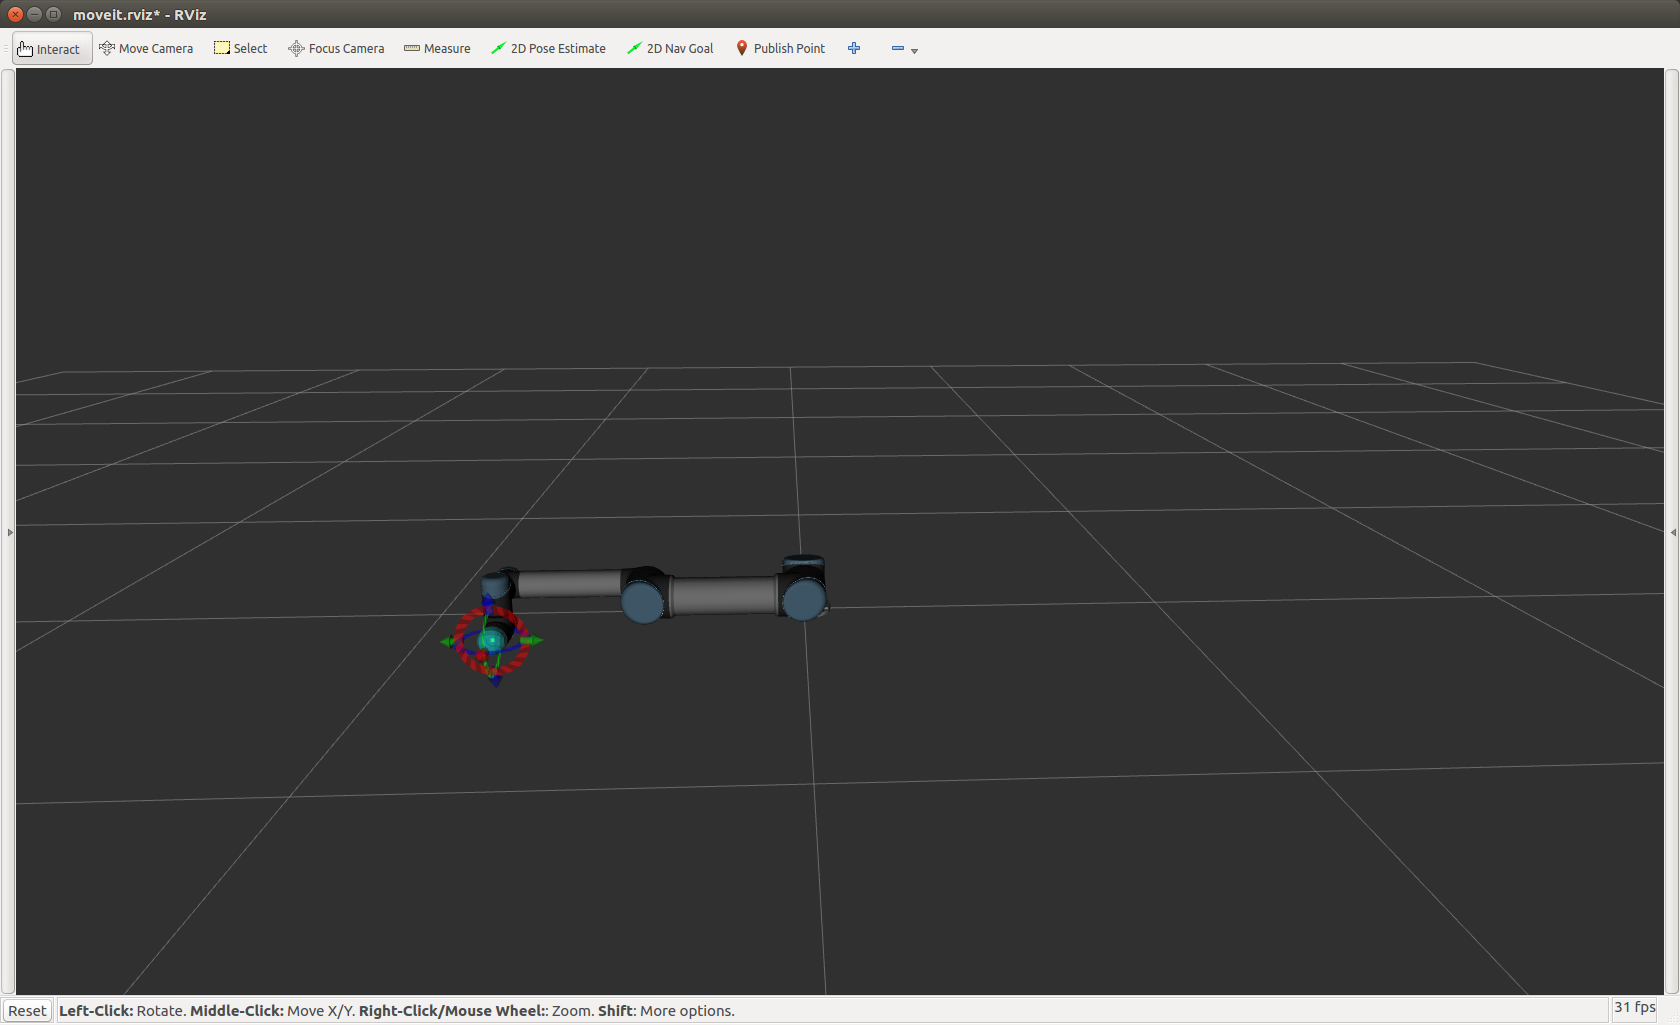 moveit.rviz* - RViz
Interact Move Camera Select Focus Camera Measure 2D Pose Estimate 2D Nav Goal Publish Point
Reset Left-Click: Rotate. Middle-Click: Move X/Y. Right-Click/Mouse Wheel:: Zoom. Shift: More options. 31 fps